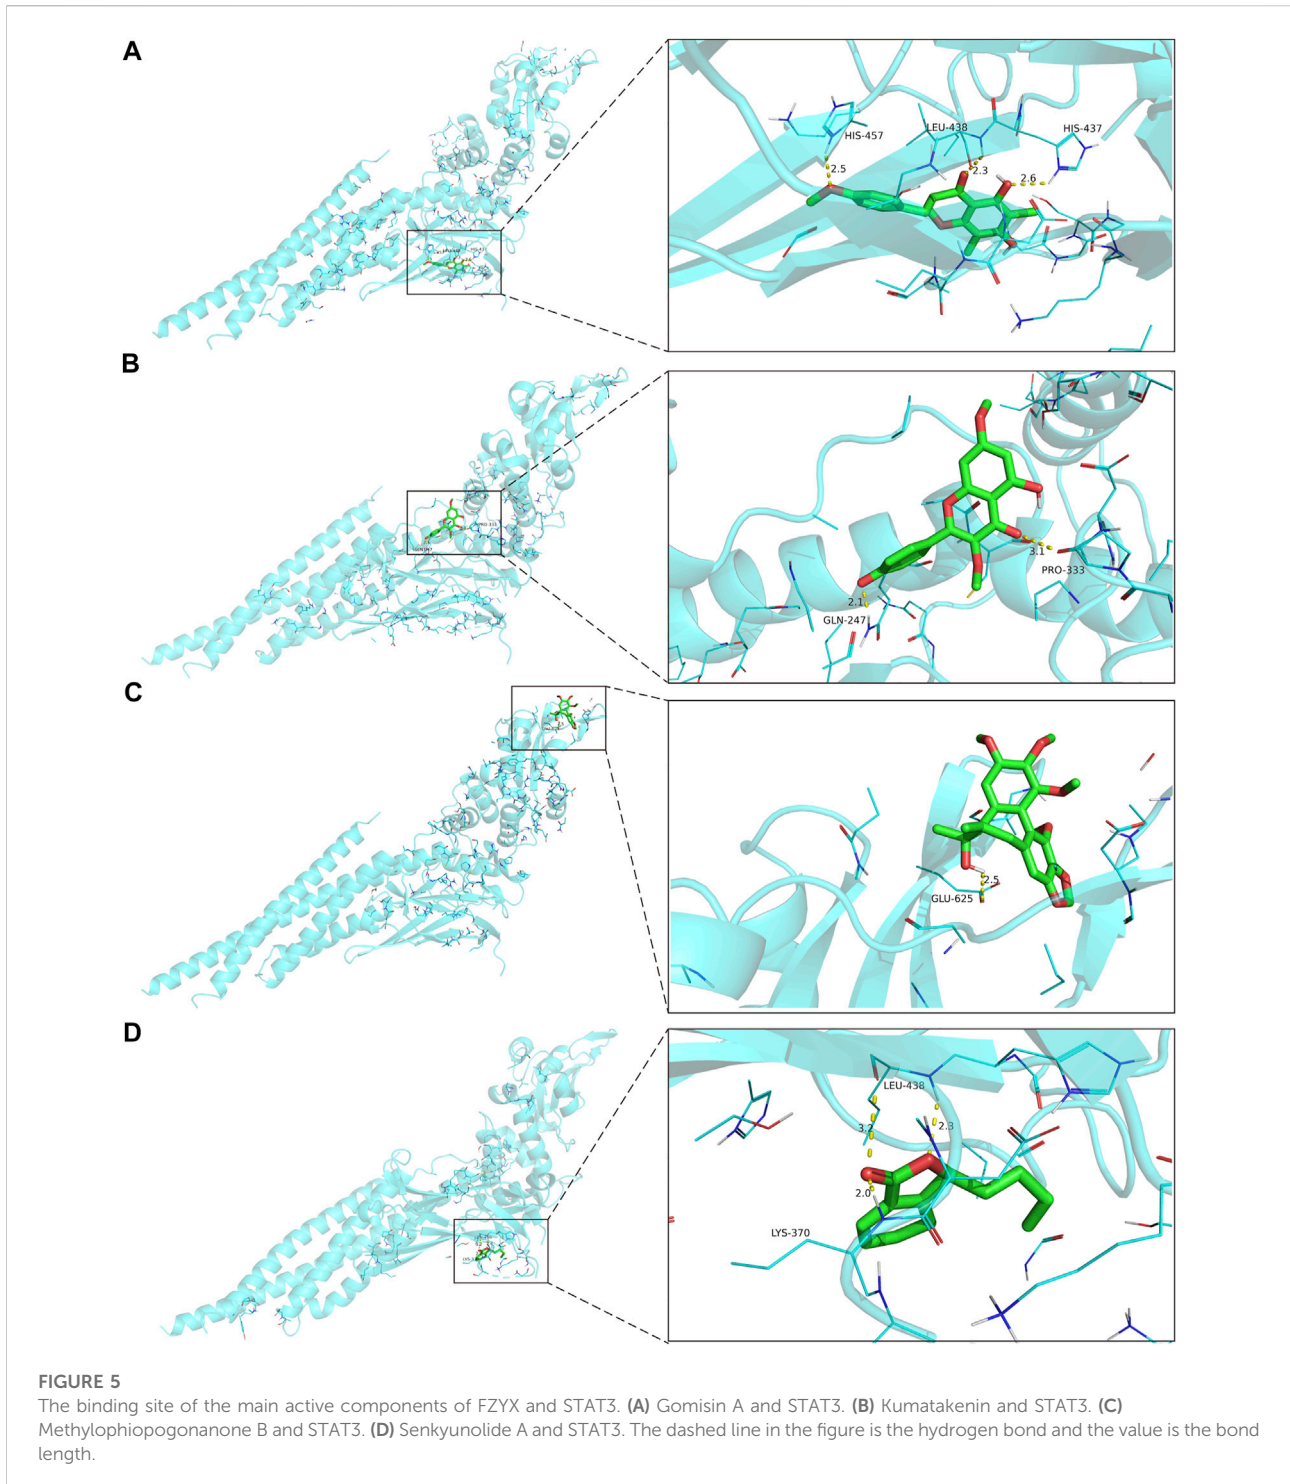 A
HIS-457
LEU-438
HIS-437
2.5
2.3
2.6
B
3.1
PRO-333
2.1
GLN-247
C
2.5
GLU-625
D
LEU-438
3.2
2.3
2.0
LYS-370
FIGURE 5
The binding site of the main active components of FZYX and STAT3. (A) Gomisin A and STAT3. (B) Kumatakenin and STAT3. (C)
Methylophiopogonanone B and STAT3. (D) Senkyunolide A and STAT3. The dashed line in the figure is the hydrogen bond and the value is the bond
length.